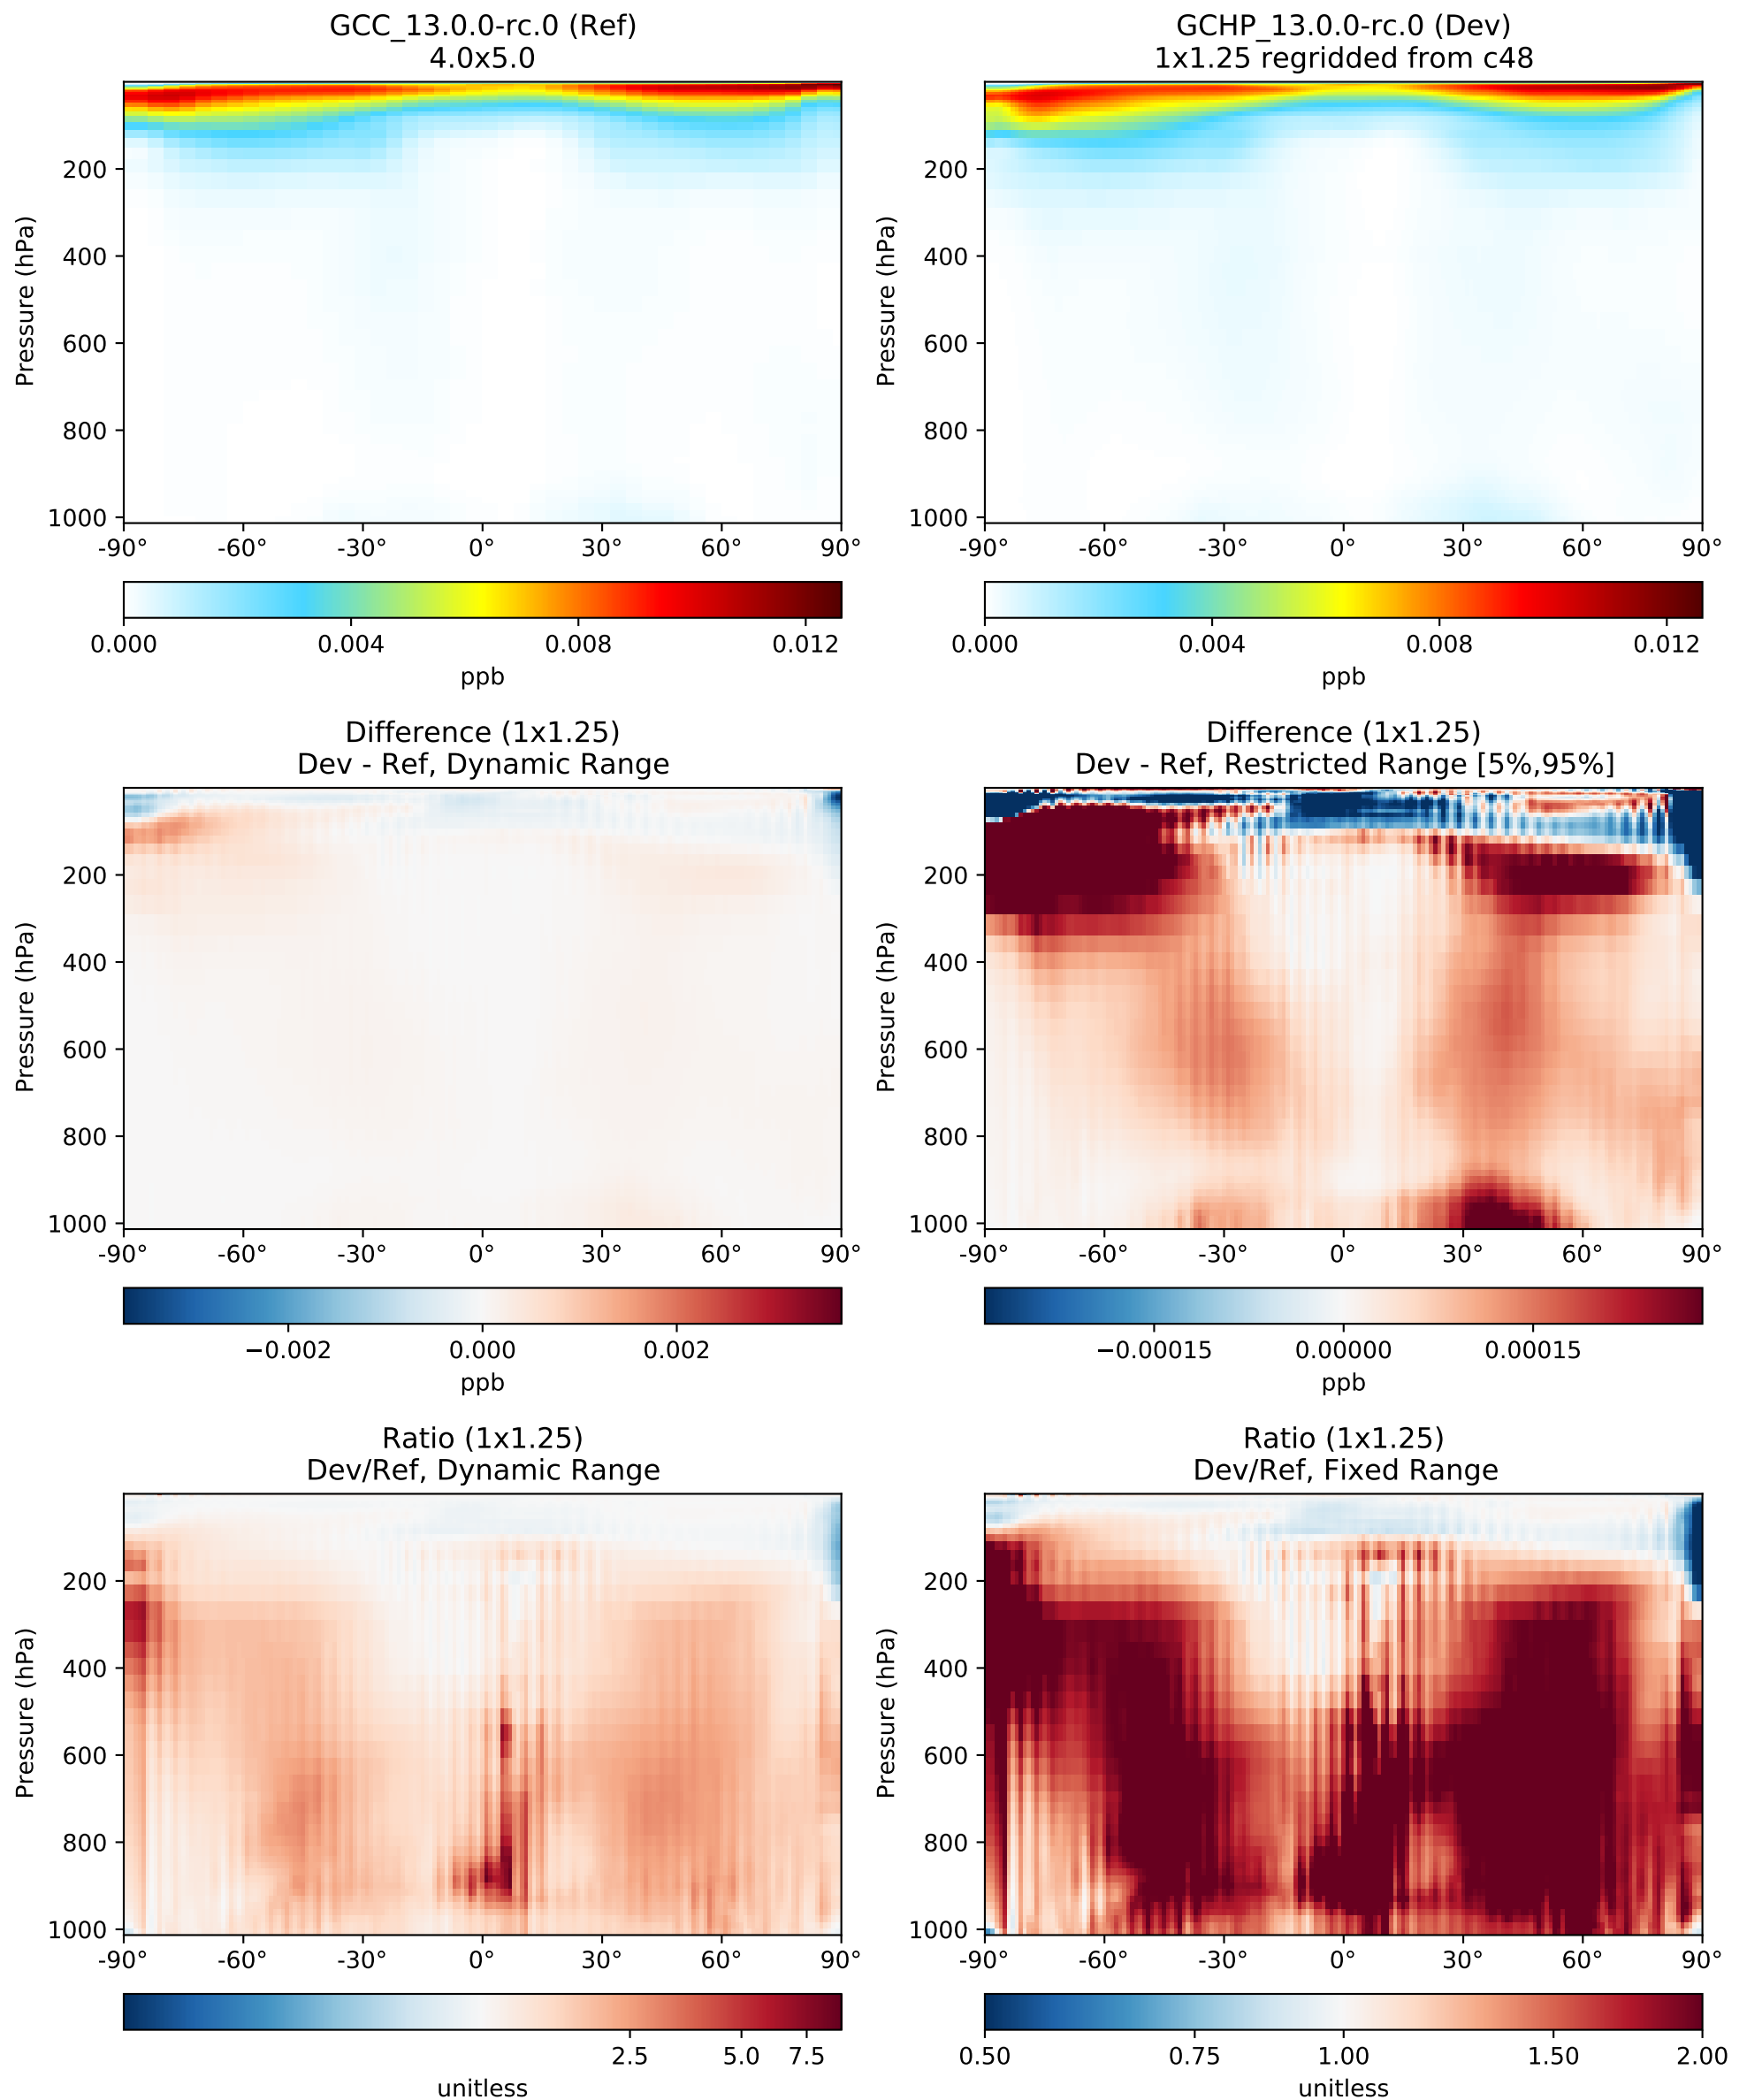 GCC_13.0.0-rc.0 (Ref)
4.0x5.0
Pressure (hPa)
200
400
600
800
1000
-90° -60° -30° 0° 30° 60° 90°
0.000 0.004 0.008 0.012
ppb
GCHP_13.0.0-rc.0 (Dev)
1x1.25 regridded from c48
Pressure (hPa)
200
400
600
800
1000
-90° -60° -30° 0° 30° 60° 90°
0.000 0.004 0.008 0.012
ppb
Difference (1x1.25)
Dev - Ref, Dynamic Range
Pressure (hPa)
200
400
600
800
1000
-90° -60° -30° 0° 30° 60° 90°
−0.002 0.000 0.002
ppb
Difference (1x1.25)
Dev - Ref, Restricted Range [5%,95%]
Pressure (hPa)
200
400
600
800
1000
-90° -60° -30° 0° 30° 60° 90°
−0.00015 0.00000 0.00015
ppb
Ratio (1x1.25)
Dev/Ref, Dynamic Range
Pressure (hPa)
200
400
600
800
1000
-90° -60° -30° 0° 30° 60° 90°
2.5 5.0 7.5
unitless
Ratio (1x1.25)
Dev/Ref, Fixed Range
Pressure (hPa)
200
400
600
800
1000
-90° -60° -30° 0° 30° 60° 90°
0.50 0.75 1.00 1.50 2.00
unitless